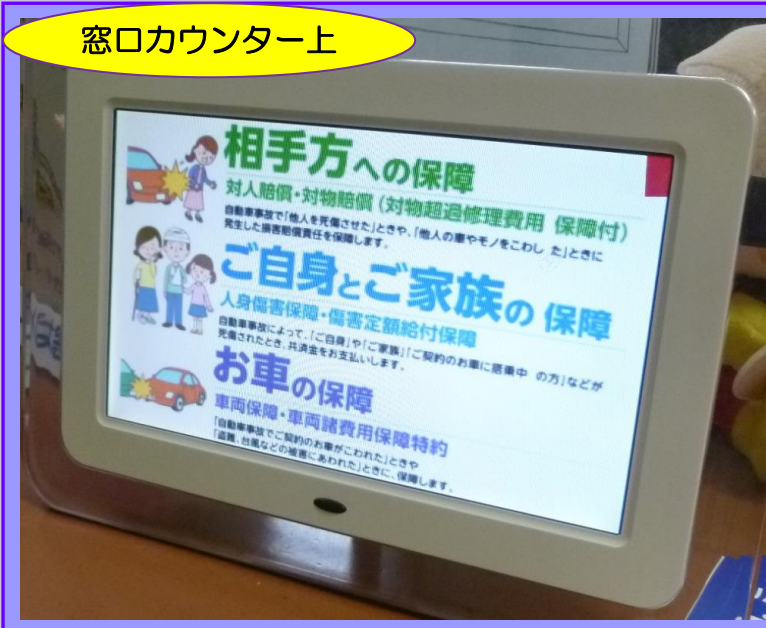 窓口カウンター上
相手方への保障
対人賠償・対物賠償(対物超過修理費用 保障付)
自動車事故で「他人を死傷させた」ときや、「他人の車やモノをこわし た」ときに
発生した損害賠償責任を保障します。
ご自身とご家族の 保障
人身傷害保障・傷害定額給付保障
自動車事故によって、「ご自身」や「ご家族」「ご契約のお車に搭乗中 の方」などが
死傷されたとき、共済金をお支払いします。
お車の保障
車両保障・車両諸費用保障特約
「自動車事故でご契約のお車がこわれた」ときや
「盗難、台風などの被害にあわれた」ときに、保障します。